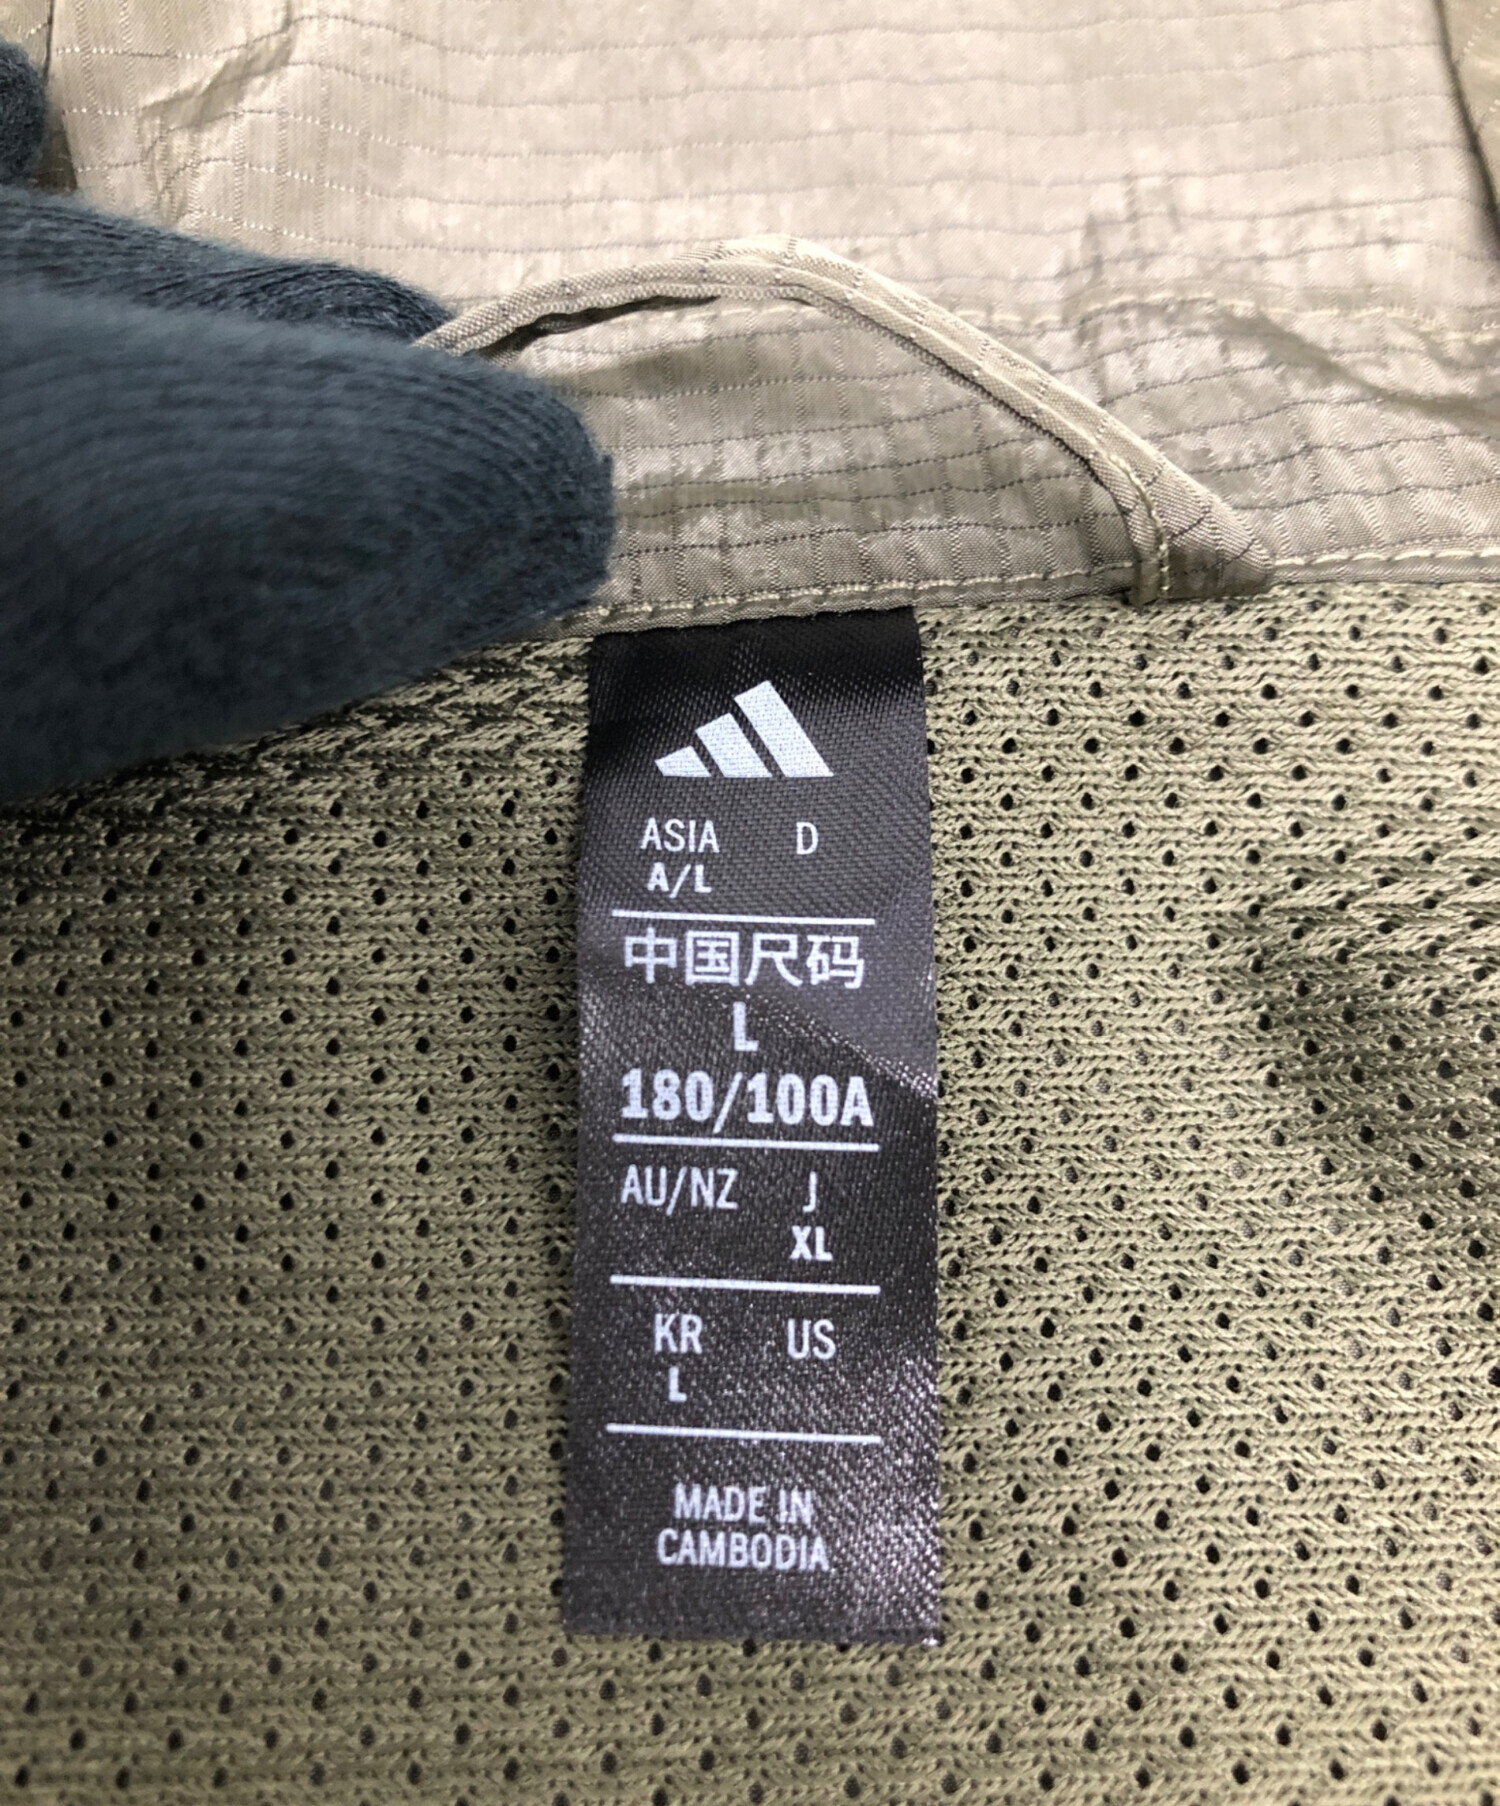 ASIA D
A/L
中国尺码
L
180/100A
AU/NZ J
XL
KR US
L
MADE IN
CAMBODIA